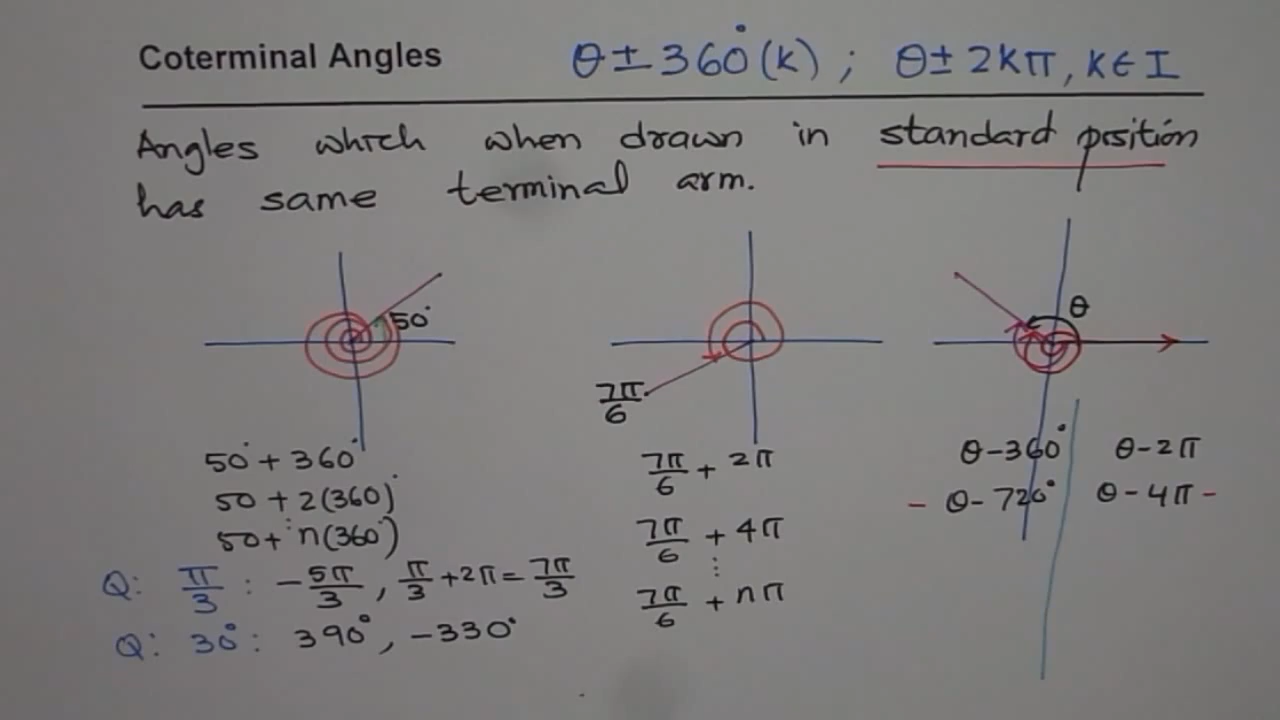 Coterminal Angles θ ± 360°(k) ; θ ± 2kπ, k ∈ I
Angles which when drawn in standard position
has same terminal arm.
50°
7π/6
θ
50° + 360°
50 + 2(360)°
50 + n(360°)
7π/6 + 2π
7π/6 + 4π
⋮
7π/6 + nπ
θ - 360° θ - 2π
- θ - 720° θ - 4π -
Q: π/3 : -5π/3 , π/3 + 2π = 7π/3
Q: 30° : 390° , -330°